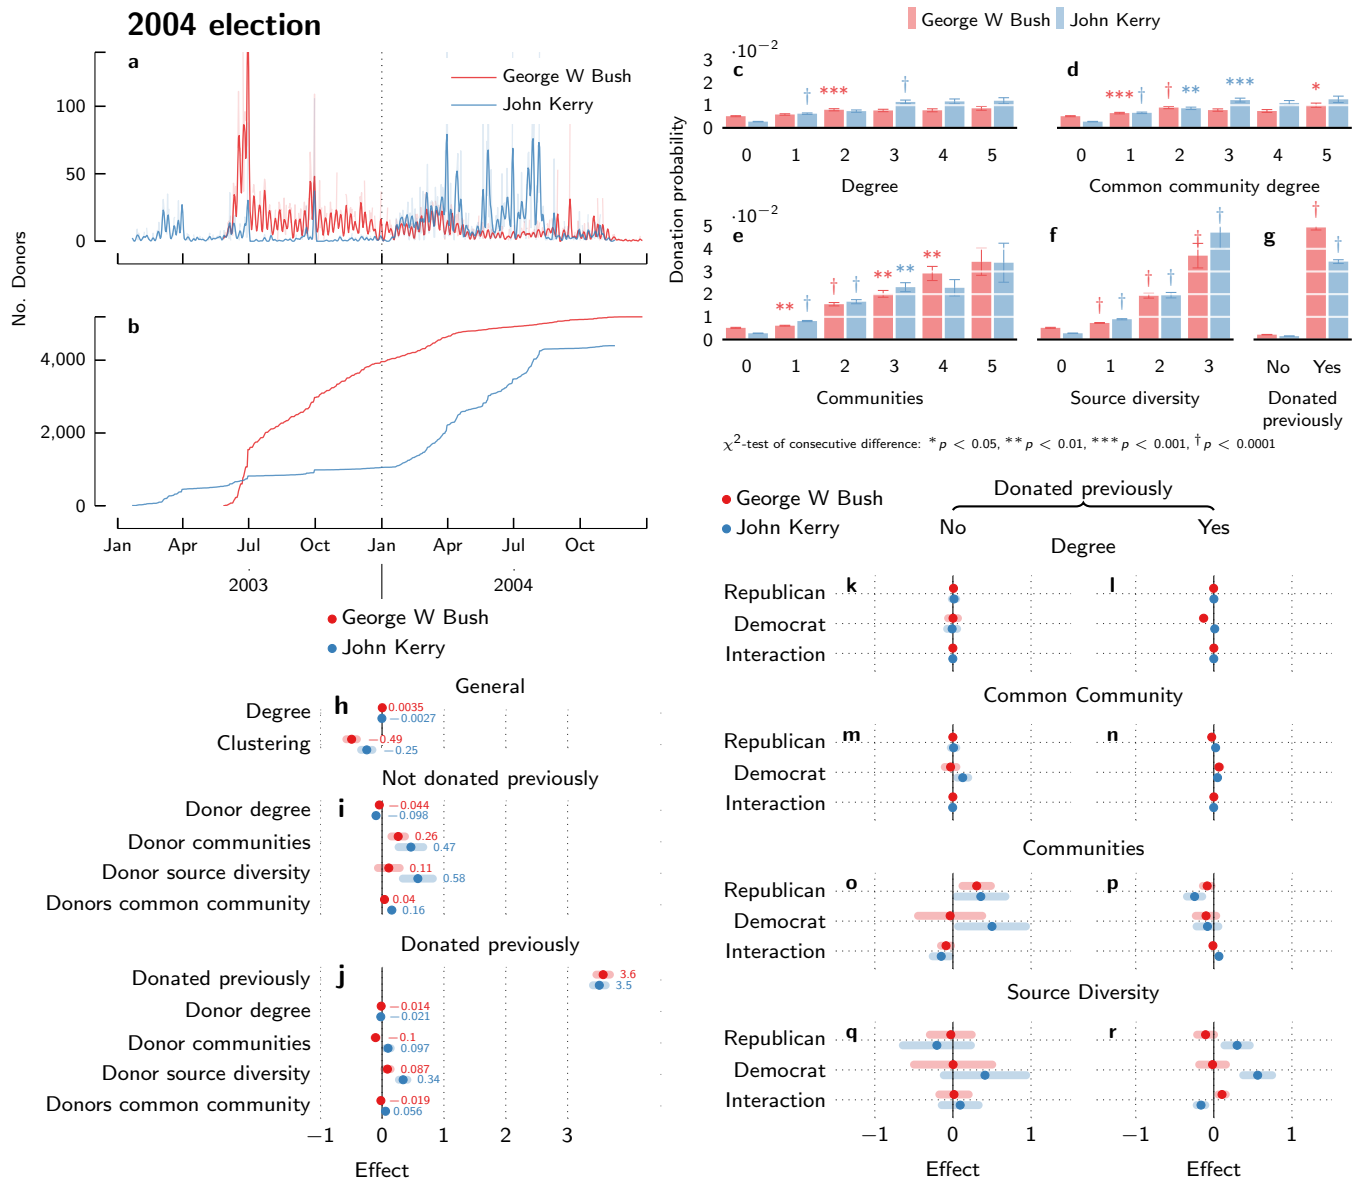 2004 election
a
George W Bush
John Kerry
100
50
0
No. Donors
b
4,000
2,000
0
Jan Apr Jul Oct Jan Apr Jul Oct
2003 2004
George W Bush
John Kerry
General
h
Degree 0.0035
−0.0027
Clustering −0.49
−0.25
Not donated previously
i
Donor degree −0.044
−0.098
Donor communities 0.26
0.47
Donor source diversity 0.11
0.58
Donors common community 0.04
0.16
Donated previously
j
Donated previously 3.6
3.5
Donor degree −0.014
−0.021
Donor communities −0.1
0.097
Donor source diversity 0.087
0.34
Donors common community −0.019
0.056
−1 0 1 2 3
Effect
George W Bush John Kerry
Donation probability
·10−2
c
3
2
1
0
† *** †
0 1 2 3 4 5
Degree
d
*** † † ** *** *
0 1 2 3 4 5
Common community degree
·10−2
e
5
4
3
2
1
0
** † † † ** ** **
0 1 2 3 4 5
Communities
f
† † † † † †
0 1 2 3
Source diversity
g
† †
No Yes
Donated
previously
χ2-test of consecutive difference: *p < 0.05, **p < 0.01, ***p < 0.001, †p < 0.0001
George W Bush
John Kerry
Donated previously
No Yes
Degree
k l
Republican
Democrat
Interaction
Common Community
m n
Republican
Democrat
Interaction
Communities
o p
Republican
Democrat
Interaction
Source Diversity
q r
Republican
Democrat
Interaction
−1 0 1 −1 0 1
Effect Effect